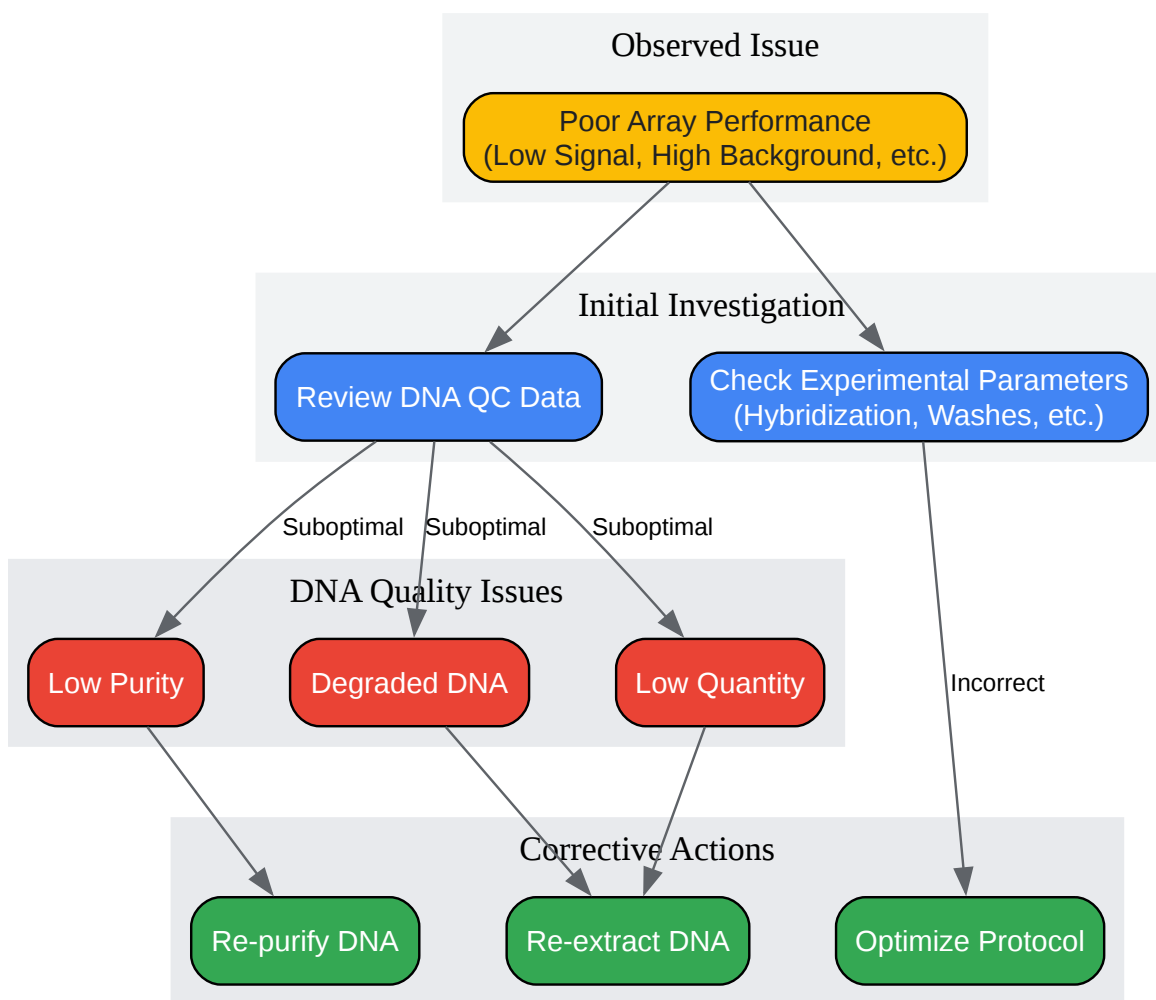 Observed Issue
Poor Array Performance
(Low Signal, High Background, etc.)
Initial Investigation
Review DNA QC Data
Check Experimental Parameters
(Hybridization, Washes, etc.)
Suboptimal
Suboptimal
Suboptimal
DNA Quality Issues
Low Purity
Degraded DNA
Low Quantity
Incorrect
Corrective Actions
Re-purify DNA
Re-extract DNA
Optimize Protocol